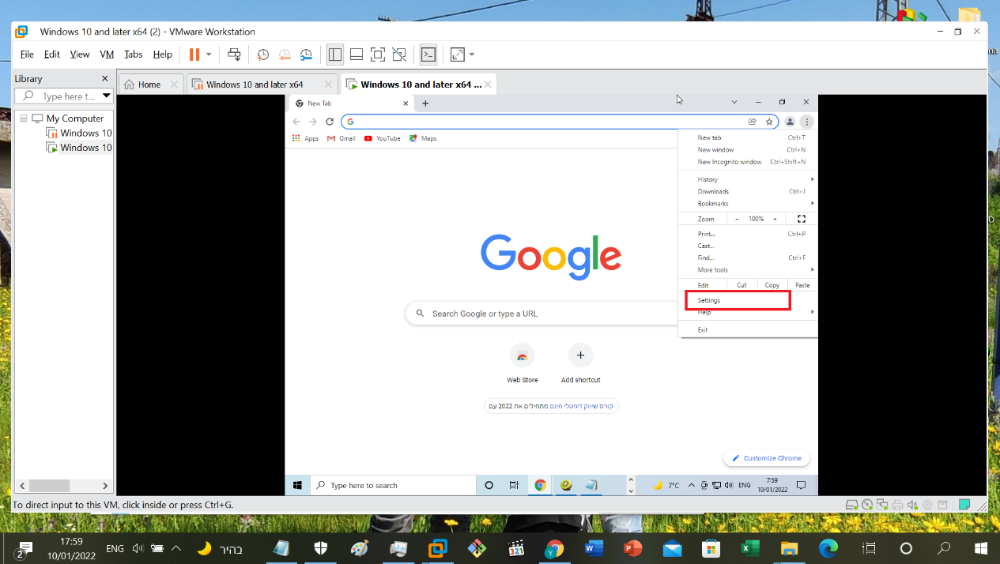 Windows 10 and later x64 (2) - VMware Workstation
File Edit View VM Tabs Help
Library
Type here t...
My Computer
Windows 10
Windows 10
Home
Windows 10 and later x64
Windows 10 and later x64 ...
New Tab
Apps Gmail YouTube Maps
New tab Ctrl+T
New window Ctrl+N
New Incognito window Ctrl+Shift+N
History
Downloads Ctrl+J
Bookmarks
Zoom - 100% +
Print... Ctrl+P
Cast...
Find... Ctrl+F
More tools
Edit Cut Copy Paste
Settings
Help
Exit
Google
Search Google or type a URL
Web Store
Add shortcut
קורס שיווק דיגיטלי חינם מתחילים את 2022 עם
Customize Chrome
Type here to search
7°C
ENG
7:59
10/01/2022
To direct input to this VM, click inside or press Ctrl+G.
2
17:59
10/01/2022
ENG
בהיר
321